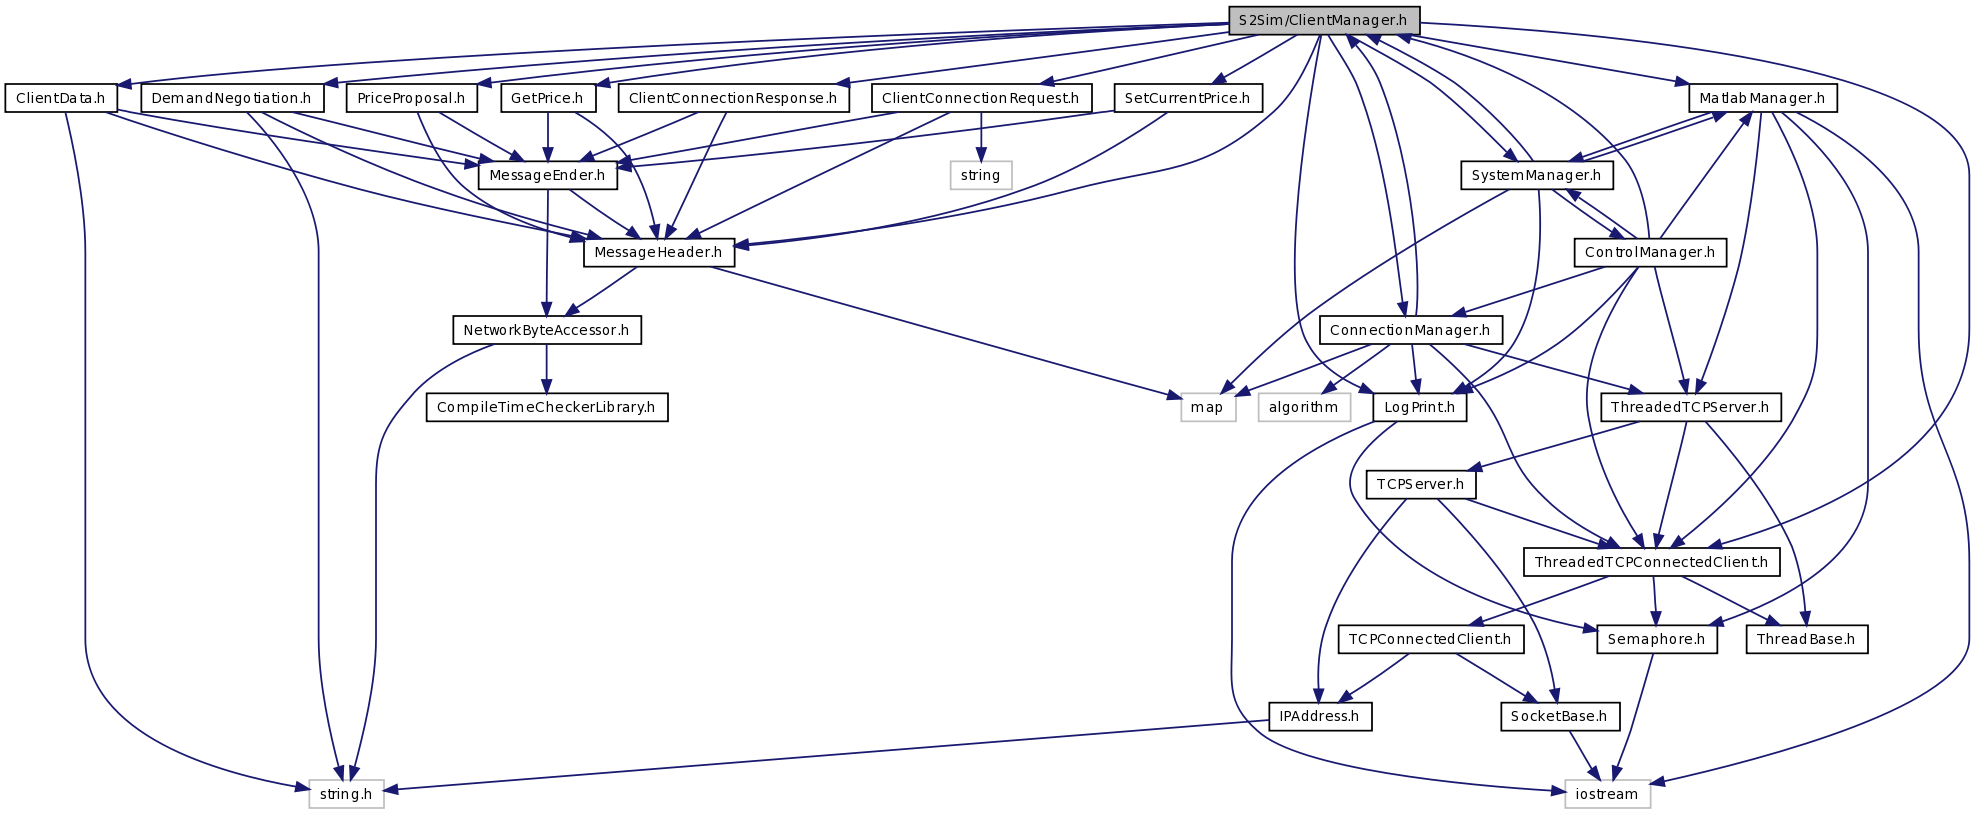 S2Sim/ClientManager.h
ClientData.h
DemandNegotiation.h
PriceProposal.h
GetPrice.h
ClientConnectionResponse.h
ClientConnectionRequest.h
SetCurrentPrice.h
MatlabManager.h
MessageEnder.h
string
SystemManager.h
MessageHeader.h
ControlManager.h
NetworkByteAccessor.h
ConnectionManager.h
CompileTimeCheckerLibrary.h
map
algorithm
LogPrint.h
ThreadedTCPServer.h
TCPServer.h
ThreadedTCPConnectedClient.h
TCPConnectedClient.h
Semaphore.h
ThreadBase.h
IPAddress.h
SocketBase.h
string.h
iostream